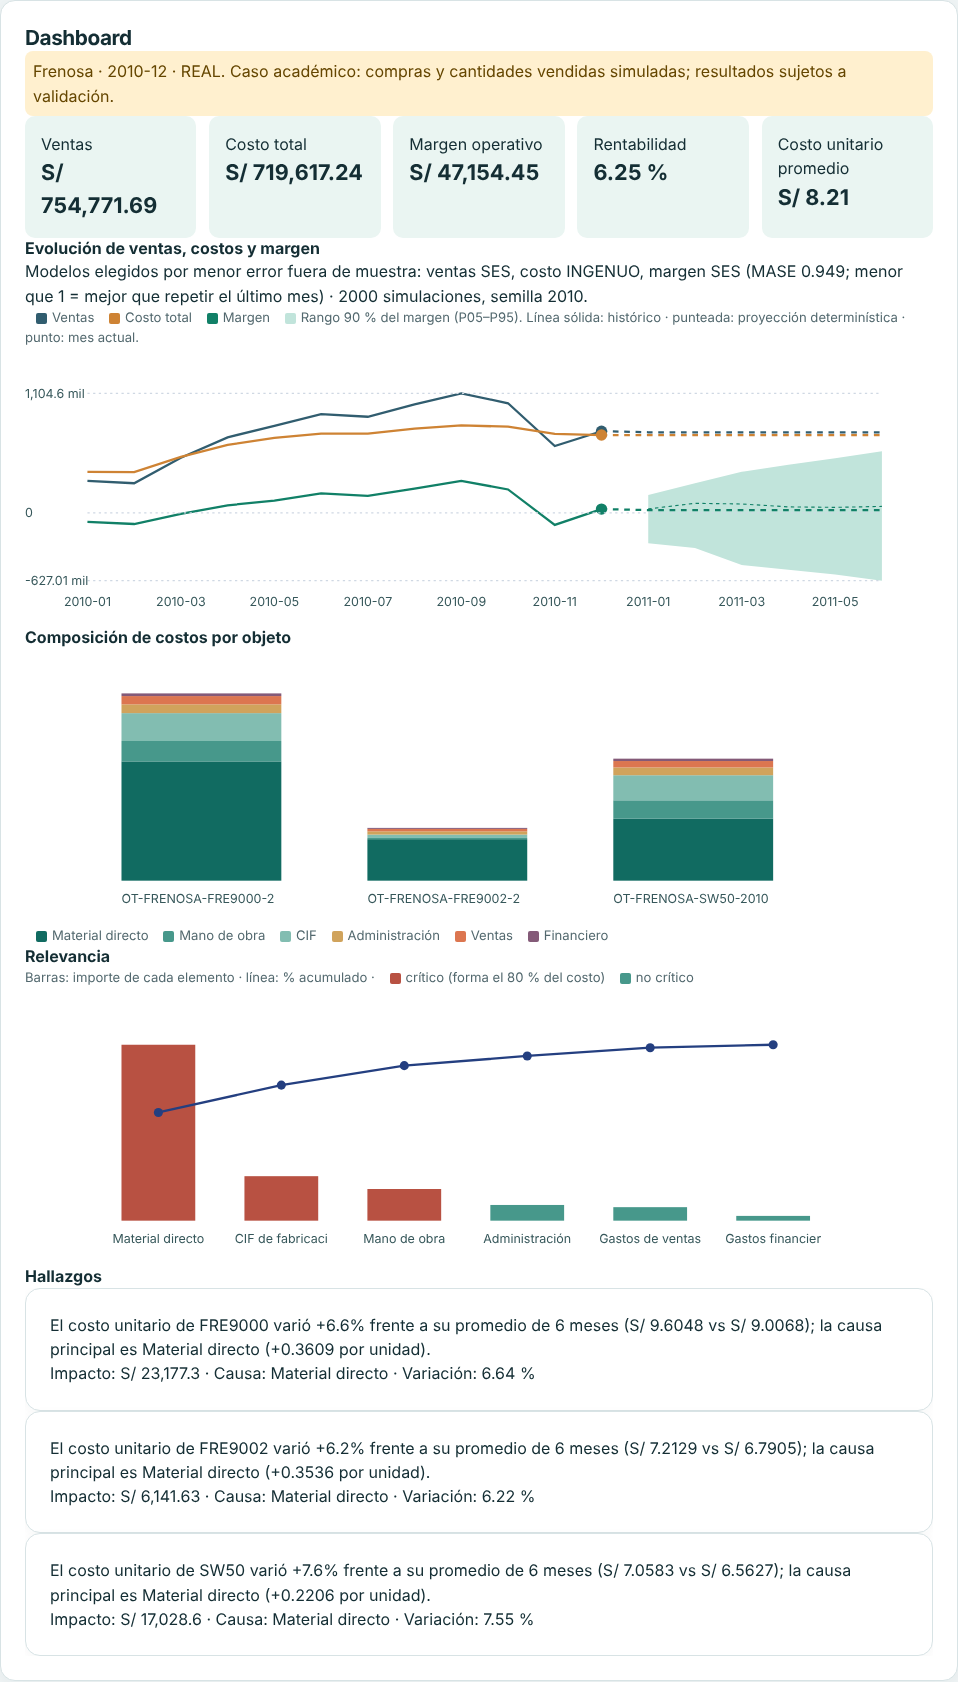 Dashboard
Frenosa · 2010-12 · REAL. Caso académico: compras y cantidades vendidas simuladas; resultados sujetos a
validación.
Ventas
S/
754,771.69
Costo total
S/ 719,617.24
Margen operativo
S/ 47,154.45
Rentabilidad
6.25 %
Costo unitario
promedio
S/ 8.21
Evolución de ventas, costos y margen
Modelos elegidos por menor error fuera de muestra: ventas SES, costo INGENUO, margen SES (MASE 0.949; menor
que 1 = mejor que repetir el último mes) · 2000 simulaciones, semilla 2010.
Ventas Costo total Margen Rango 90 % del margen (P05–P95). Línea sólida: histórico · punteada: proyección determinística ·
punto: mes actual.
1,104.6 mil
0
-627.01 mil
2010-01 2010-03 2010-05 2010-07 2010-09 2010-11 2011-01 2011-03 2011-05
Composición de costos por objeto
OT-FRENOSA-FRE9000-2 OT-FRENOSA-FRE9002-2 OT-FRENOSA-SW50-2010
Material directo Mano de obra CIF Administración Ventas Financiero
Relevancia
Barras: importe de cada elemento · línea: % acumulado · crítico (forma el 80 % del costo) no crítico
Material directo CIF de fabricaci Mano de obra Administración Gastos de ventas Gastos financier
Hallazgos
El costo unitario de FRE9000 varió +6.6% frente a su promedio de 6 meses (S/ 9.6048 vs S/ 9.0068); la causa
principal es Material directo (+0.3609 por unidad).
Impacto: S/ 23,177.3 · Causa: Material directo · Variación: 6.64 %
El costo unitario de FRE9002 varió +6.2% frente a su promedio de 6 meses (S/ 7.2129 vs S/ 6.7905); la causa
principal es Material directo (+0.3536 por unidad).
Impacto: S/ 6,141.63 · Causa: Material directo · Variación: 6.22 %
El costo unitario de SW50 varió +7.6% frente a su promedio de 6 meses (S/ 7.0583 vs S/ 6.5627); la causa
principal es Material directo (+0.2206 por unidad).
Impacto: S/ 17,028.6 · Causa: Material directo · Variación: 7.55 %